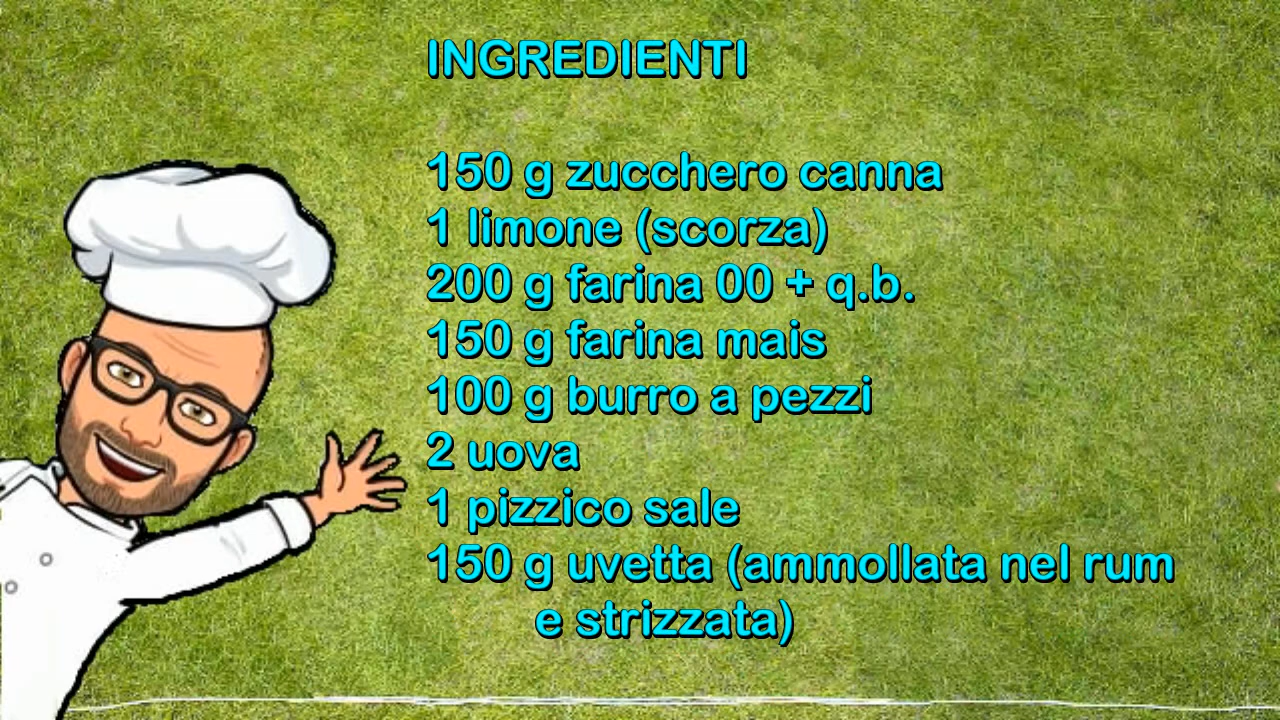 INGREDIENTI
150 g zucchero canna
1 limone (scorza)
200 g farina 00 + q.b.
150 g farina mais
100 g burro a pezzi
2 uova
1 pizzico sale
150 g uvetta (ammollata nel rum
e strizzata)